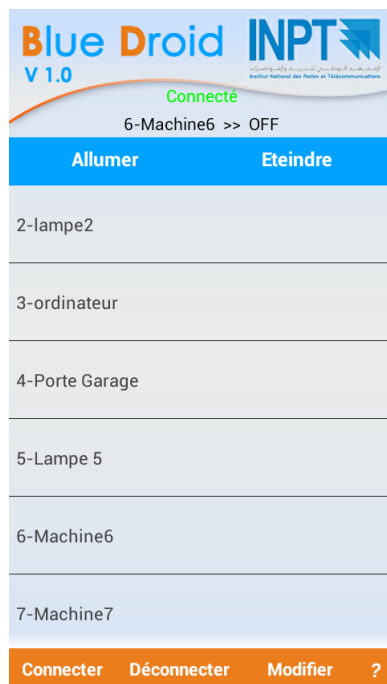 Blue Droid
V 1.0
INPT
Institut National des Postes et Télécommunications
Connecté
6-Machine6 >> OFF
Allumer Eteindre
2-lampe2
3-ordinateur
4-Porte Garage
5-Lampe 5
6-Machine6
7-Machine7
Connecter Déconnecter Modifier ?